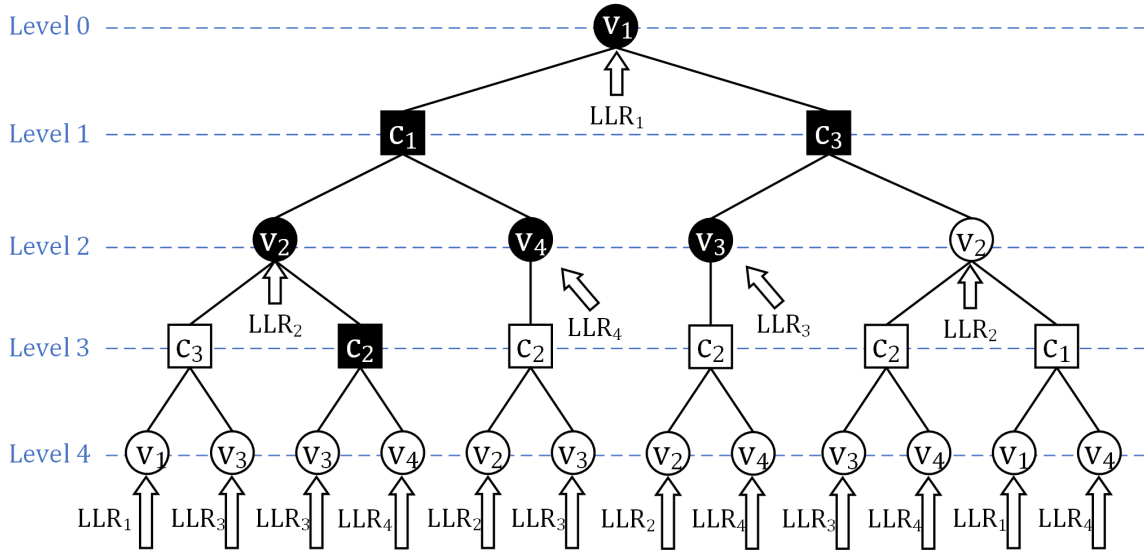 Level 0 v₁
LLR₁
Level 1 c₁ c₃
Level 2 v₂ v₄ v₃ v₂
LLR₂ LLR₄ LLR₃ LLR₂
Level 3 c₃ c₂ c₂ c₂ c₂ c₁
Level 4 v₁ v₃ v₃ v₄ v₂ v₃ v₂ v₄ v₃ v₄ v₁ v₄
LLR₁ LLR₃ LLR₃ LLR₄ LLR₂ LLR₃ LLR₂ LLR₄ LLR₃ LLR₄ LLR₁ LLR₄